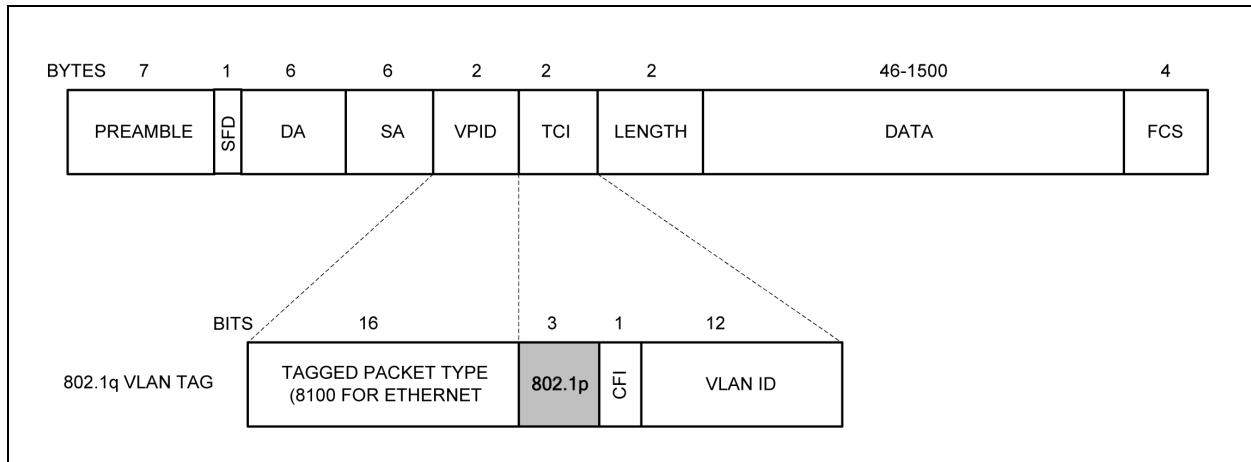 BYTES 7 1 6 6 2 2 2 46-1500 4
PREAMBLE SFD DA SA VPID TCI LENGTH DATA FCS
BITS 16 3 1 12
802.1q VLAN TAG TAGGED PACKET TYPE
(8100 FOR ETHERNET 802.1p CFI VLAN ID